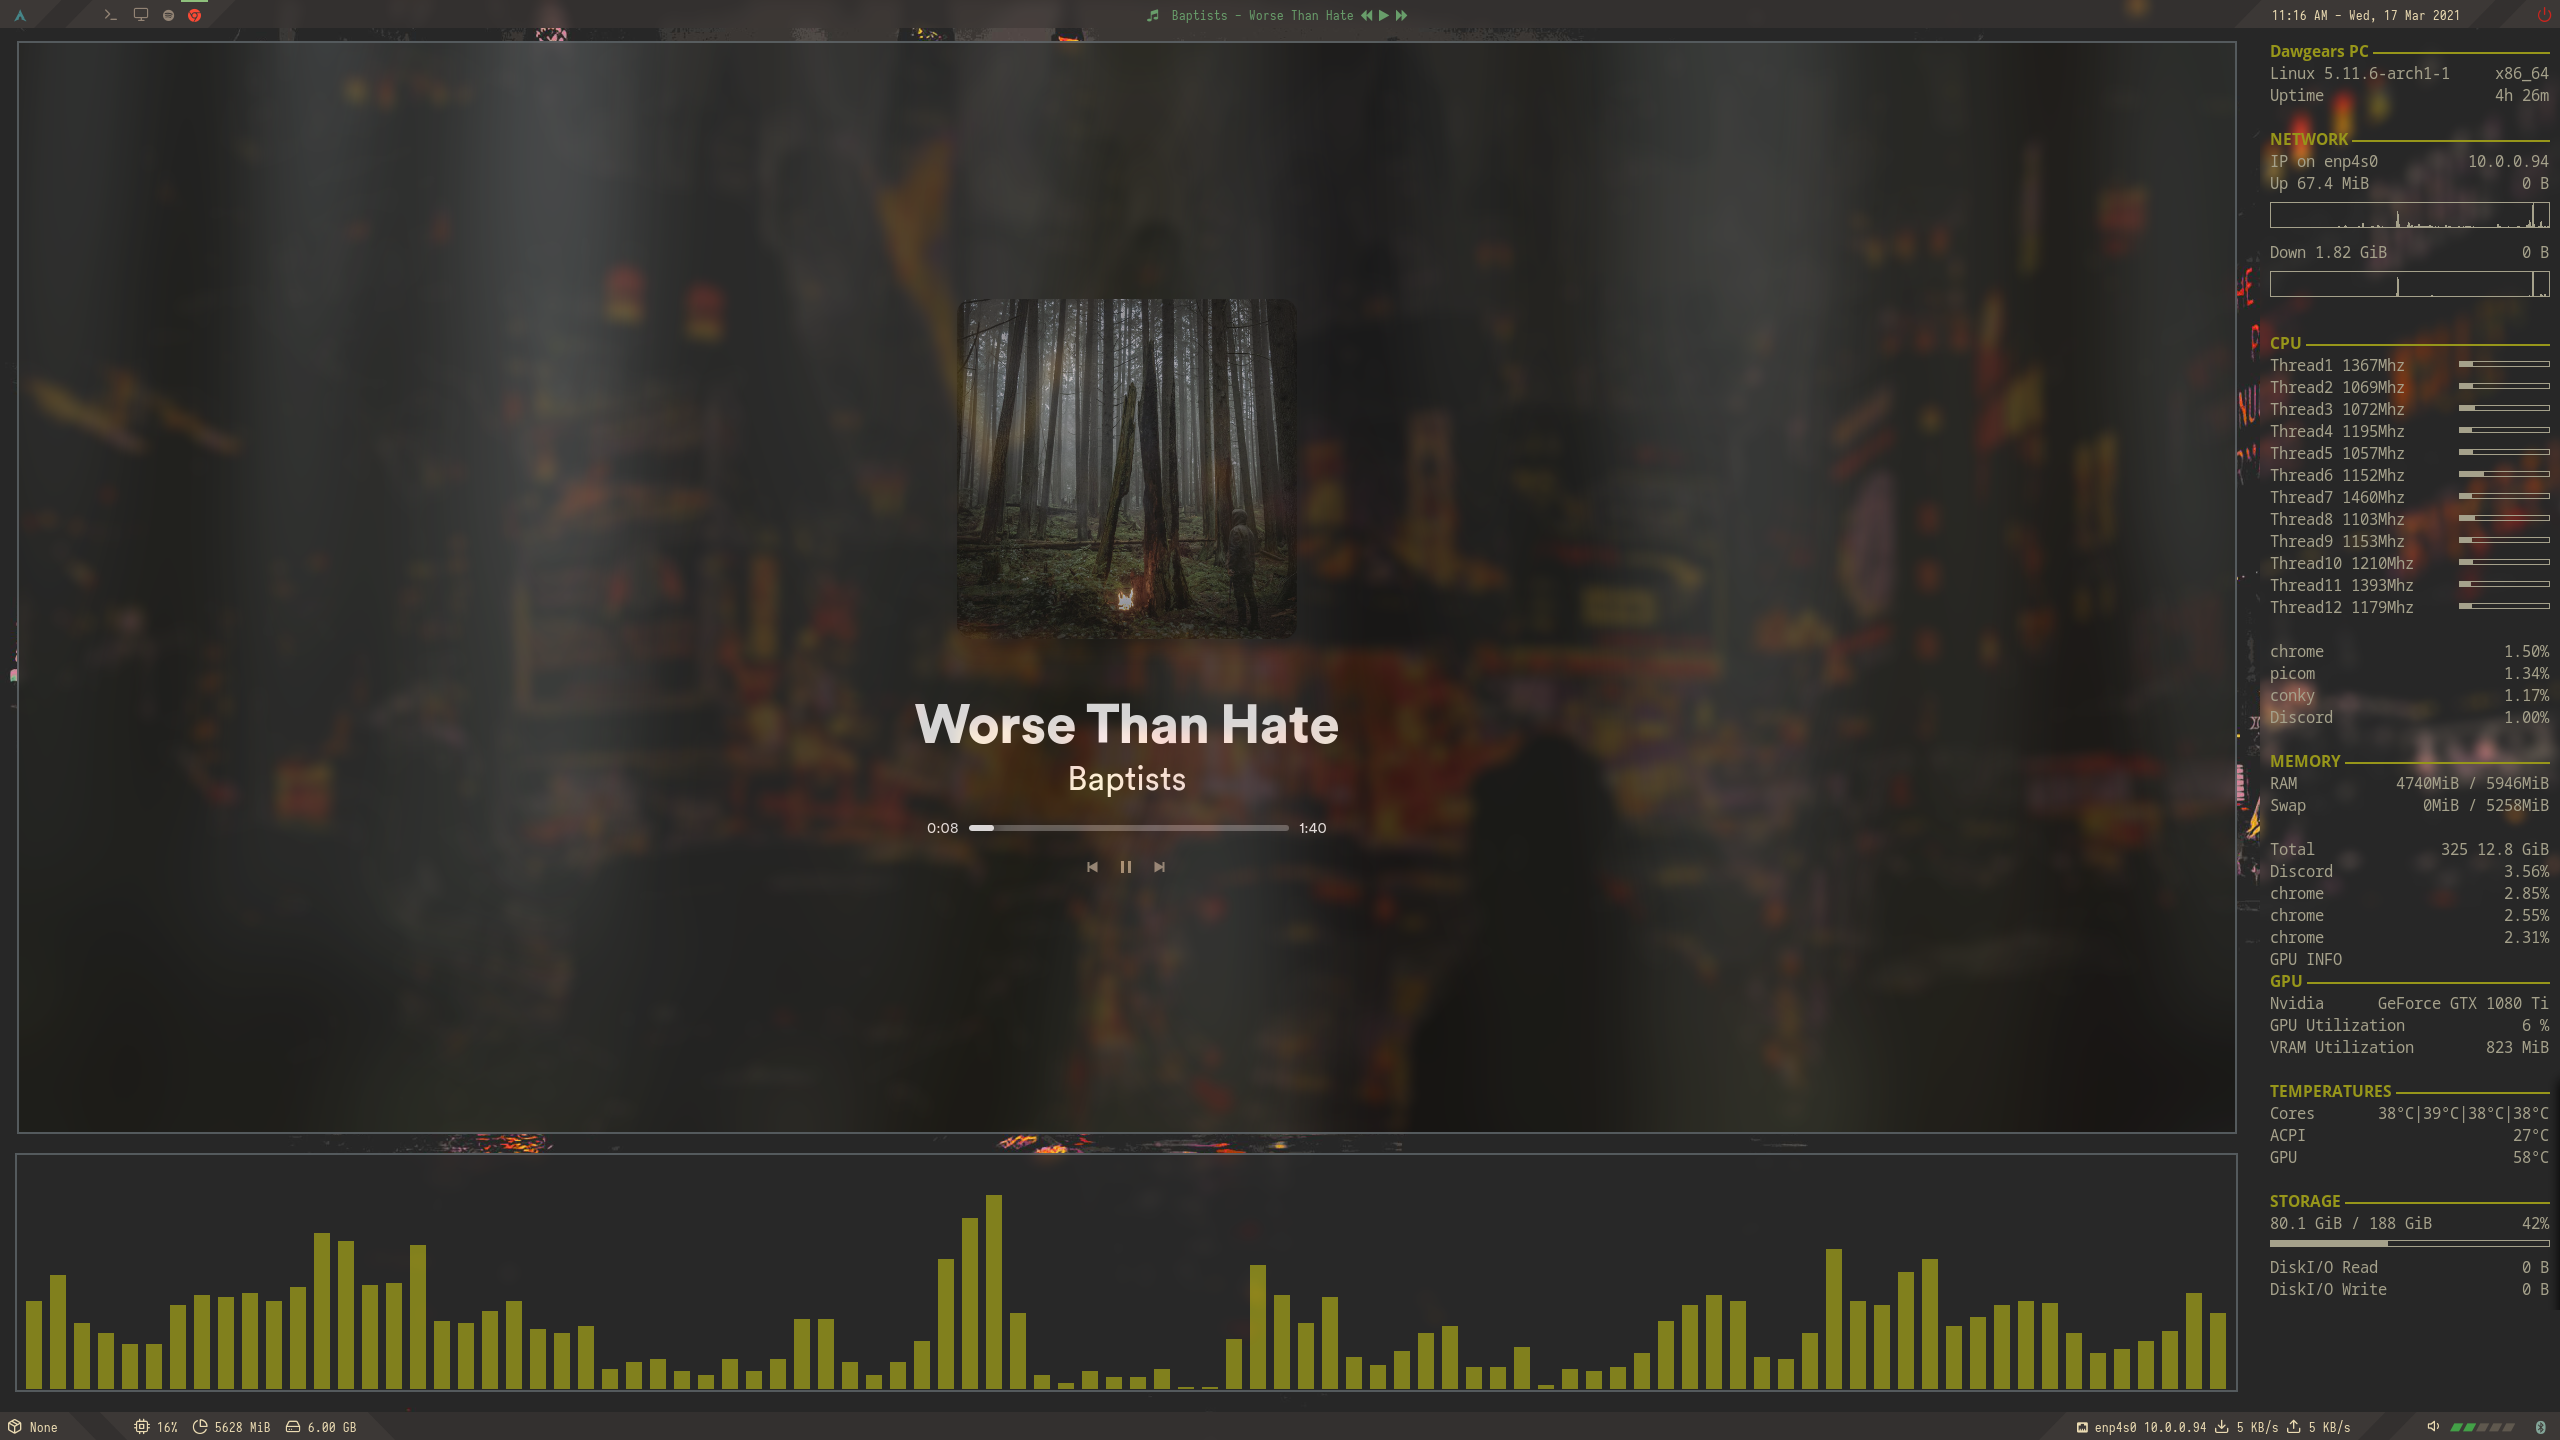 Baptists - Worse Than Hate
11:16 AM - Wed, 17 Mar 2021
Worse Than Hate
Baptists
0:08 1:40
Dawgears PC
Linux 5.11.6-arch1-1 x86_64
Uptime 4h 26m
NETWORK
IP on enp4s0 10.0.0.94
Up 67.4 MiB 0 B
Down 1.82 GiB 0 B
CPU
Thread1 1367Mhz
Thread2 1069Mhz
Thread3 1072Mhz
Thread4 1195Mhz
Thread5 1057Mhz
Thread6 1152Mhz
Thread7 1460Mhz
Thread8 1103Mhz
Thread9 1153Mhz
Thread10 1210Mhz
Thread11 1393Mhz
Thread12 1179Mhz
chrome 1.50%
picom 1.34%
conky 1.17%
Discord 1.00%
MEMORY
RAM 4740MiB / 5946MiB
Swap 0MiB / 5258MiB
Total 325 12.8 GiB
Discord 3.56%
chrome 2.85%
chrome 2.55%
chrome 2.31%
GPU INFO
GPU
Nvidia GeForce GTX 1080 Ti
GPU Utilization 6 %
VRAM Utilization 823 MiB
TEMPERATURES
Cores 38°C|39°C|38°C|38°C
ACPI 27°C
GPU 58°C
STORAGE
80.1 GiB / 188 GiB 42%
DiskI/O Read 0 B
DiskI/O Write 0 B
None 16% 5628 MiB 6.00 GB
enp4s0 10.0.0.94 5 KB/s 5 KB/s